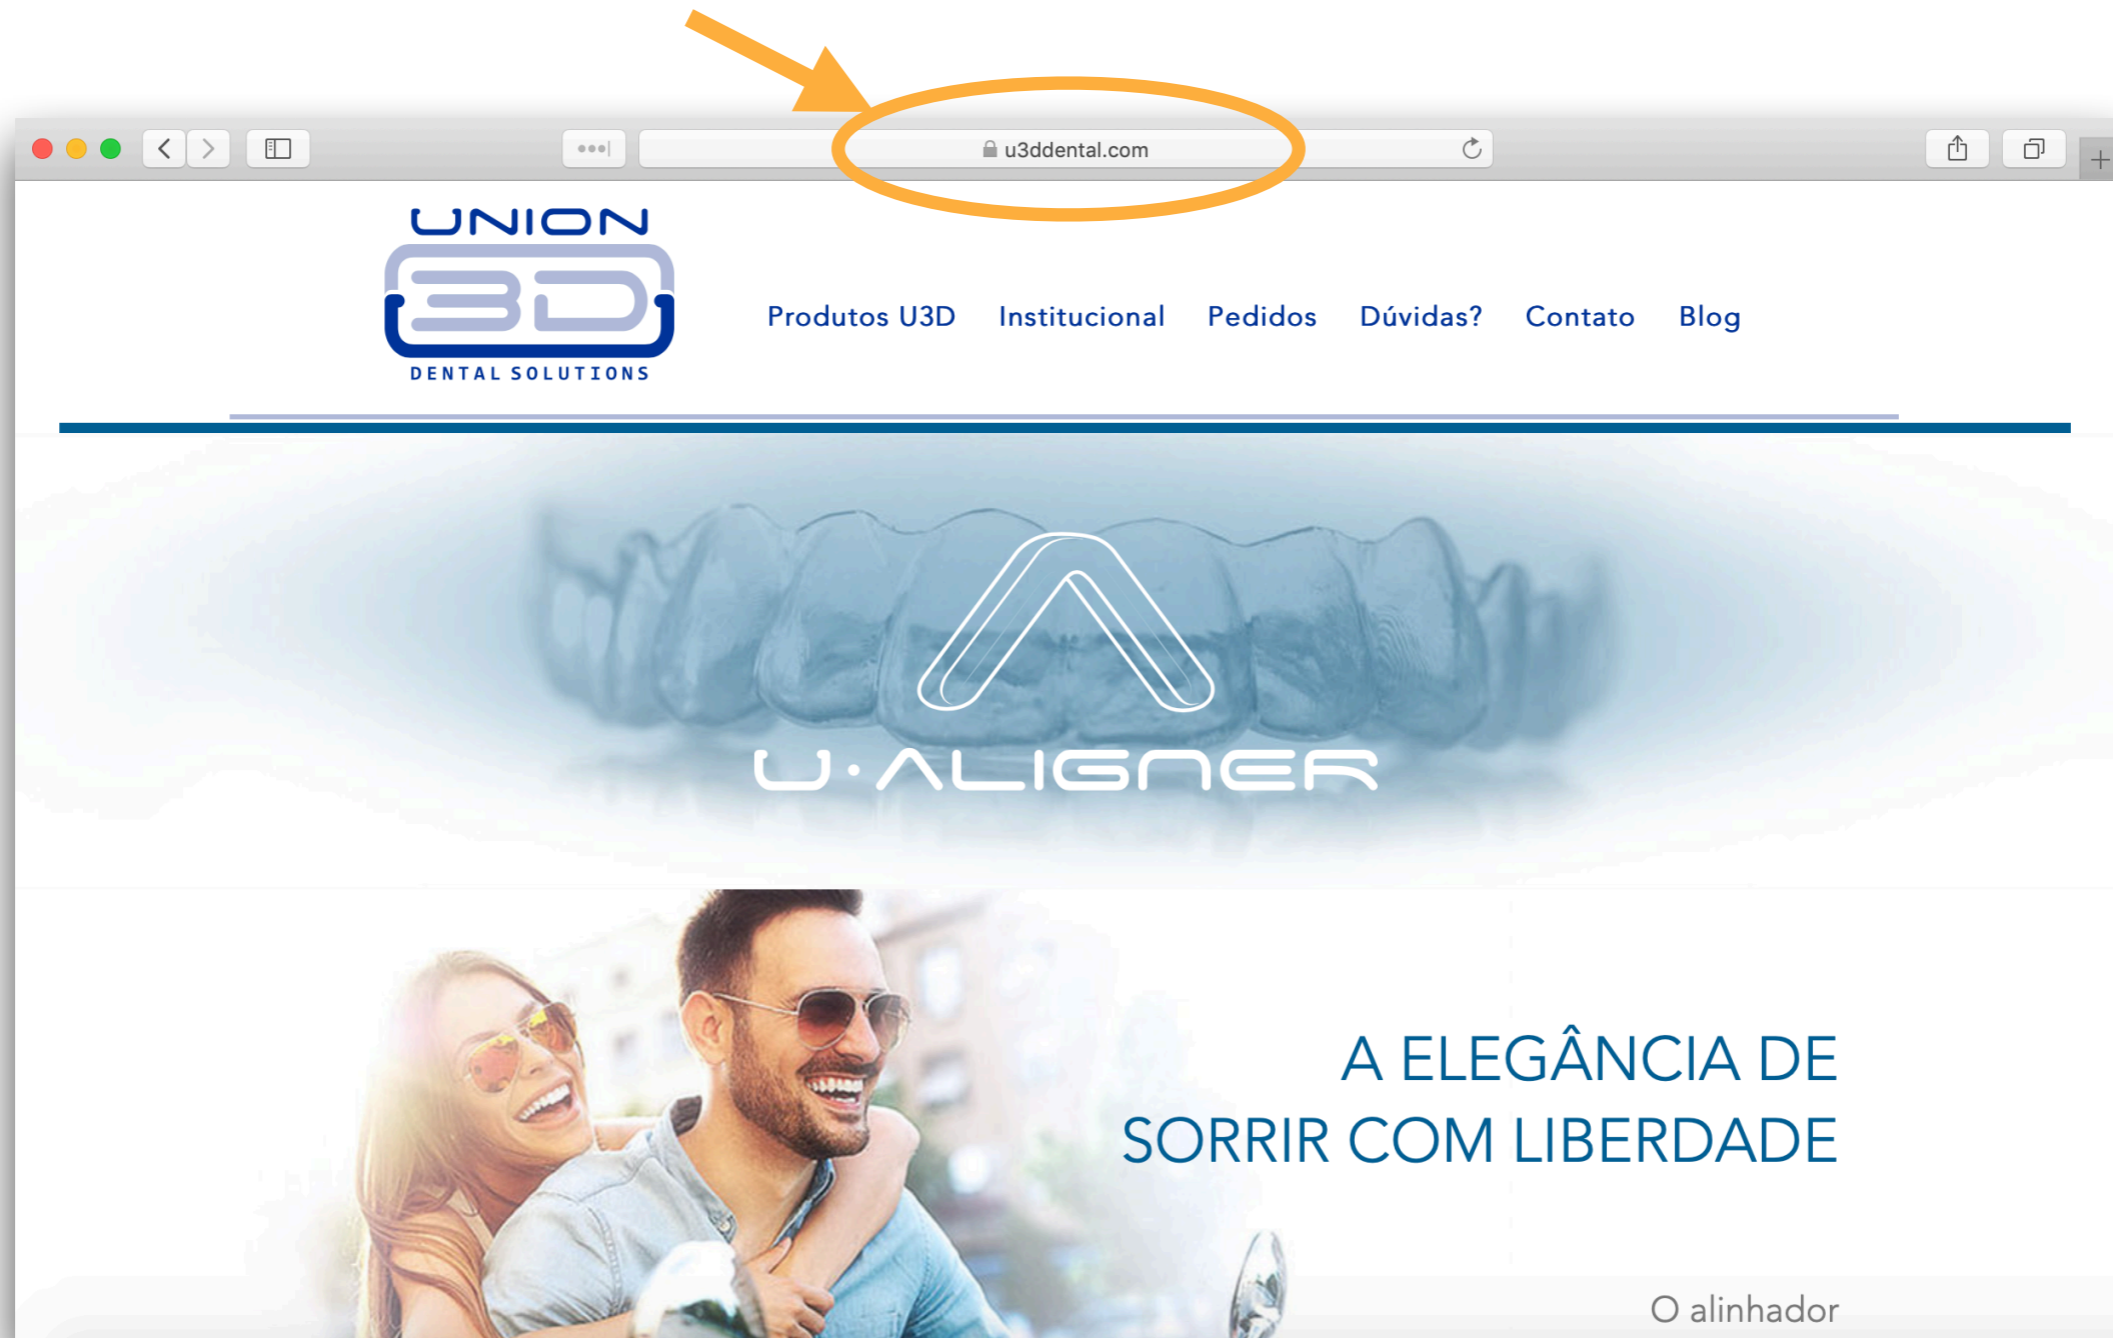 u3ddental.com
UNION
3D
DENTAL SOLUTIONS
Produtos U3D Institucional Pedidos Dúvidas? Contato Blog
U·ALIGNER
A ELEGÂNCIA DE
SORRIR COM LIBERDADE
O alinhador